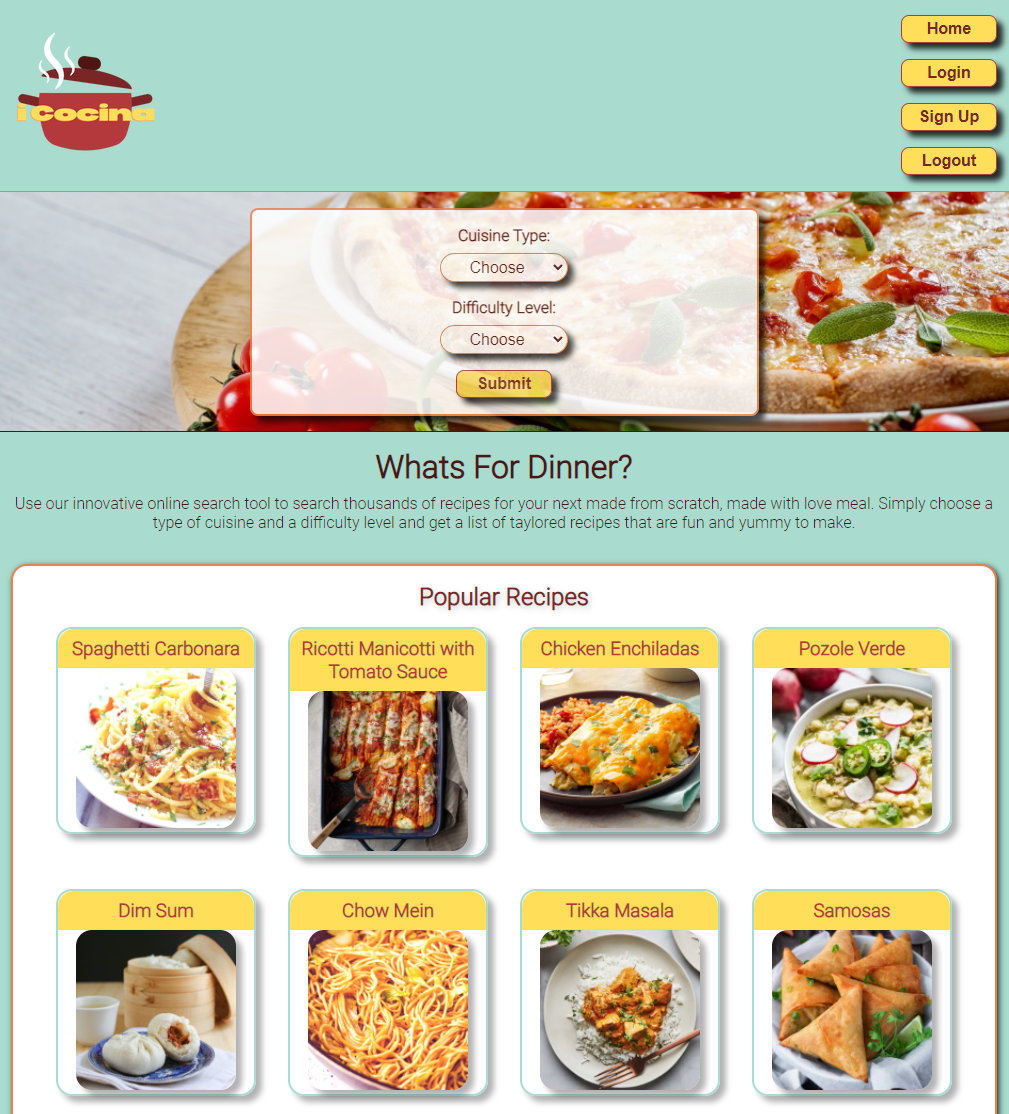 i Cocina
Home
Login
Sign Up
Logout
Cuisine Type:
Choose
Difficulty Level:
Choose
Submit
Whats For Dinner?
Use our innovative online search tool to search thousands of recipes for your next made from scratch, made with love meal. Simply choose a
type of cuisine and a difficulty level and get a list of taylored recipes that are fun and yummy to make.
Popular Recipes
Spaghetti Carbonara
Ricotti Manicotti with
Tomato Sauce
Chicken Enchiladas
Pozole Verde
Dim Sum
Chow Mein
Tikka Masala
Samosas